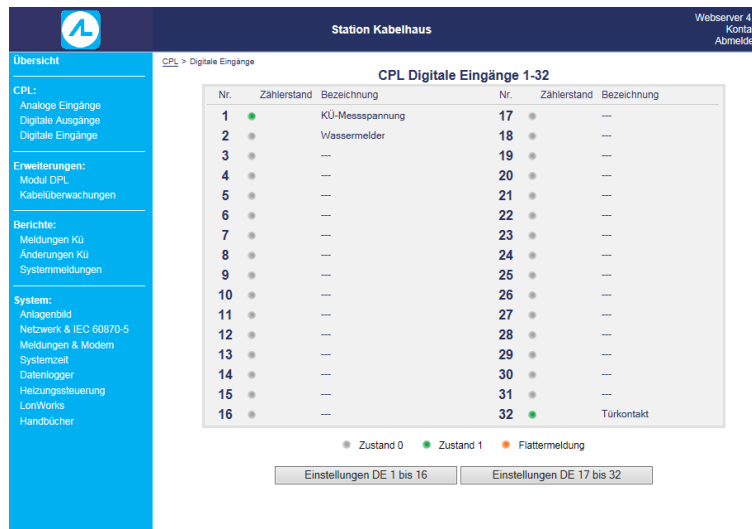 Station Kabelhaus
Webserver 4
Konta
Abmelde
Übersicht
CPL:
Analoge Eingänge
Digitale Ausgänge
Digitale Eingänge
Erweiterungen:
Modul DPL
Kabelüberwachungen
Berichte:
Meldungen Kü
Änderungen Kü
Systemmeldungen
System:
Anlagenbild
Netzwerk & IEC 60870-5
Meldungen & Modem
Systemzeit
Datenlogger
Heizungssteuerung
LonWorks
Handbücher
CPL > Digitale Eingänge
CPL Digitale Eingänge 1-32
Nr. Zählerstand Bezeichnung Nr. Zählerstand Bezeichnung
1 KÜ-Messspannung 17 ---
2 Wassermelder 18 ---
3 --- 19 ---
4 --- 20 ---
5 --- 21 ---
6 --- 22 ---
7 --- 23 ---
8 --- 24 ---
9 --- 25 ---
10 --- 26 ---
11 --- 27 ---
12 --- 28 ---
13 --- 29 ---
14 --- 30 ---
15 --- 31 ---
16 --- 32 Türkontakt
Zustand 0 Zustand 1 Flattermeldung
Einstellungen DE 1 bis 16 Einstellungen DE 17 bis 32